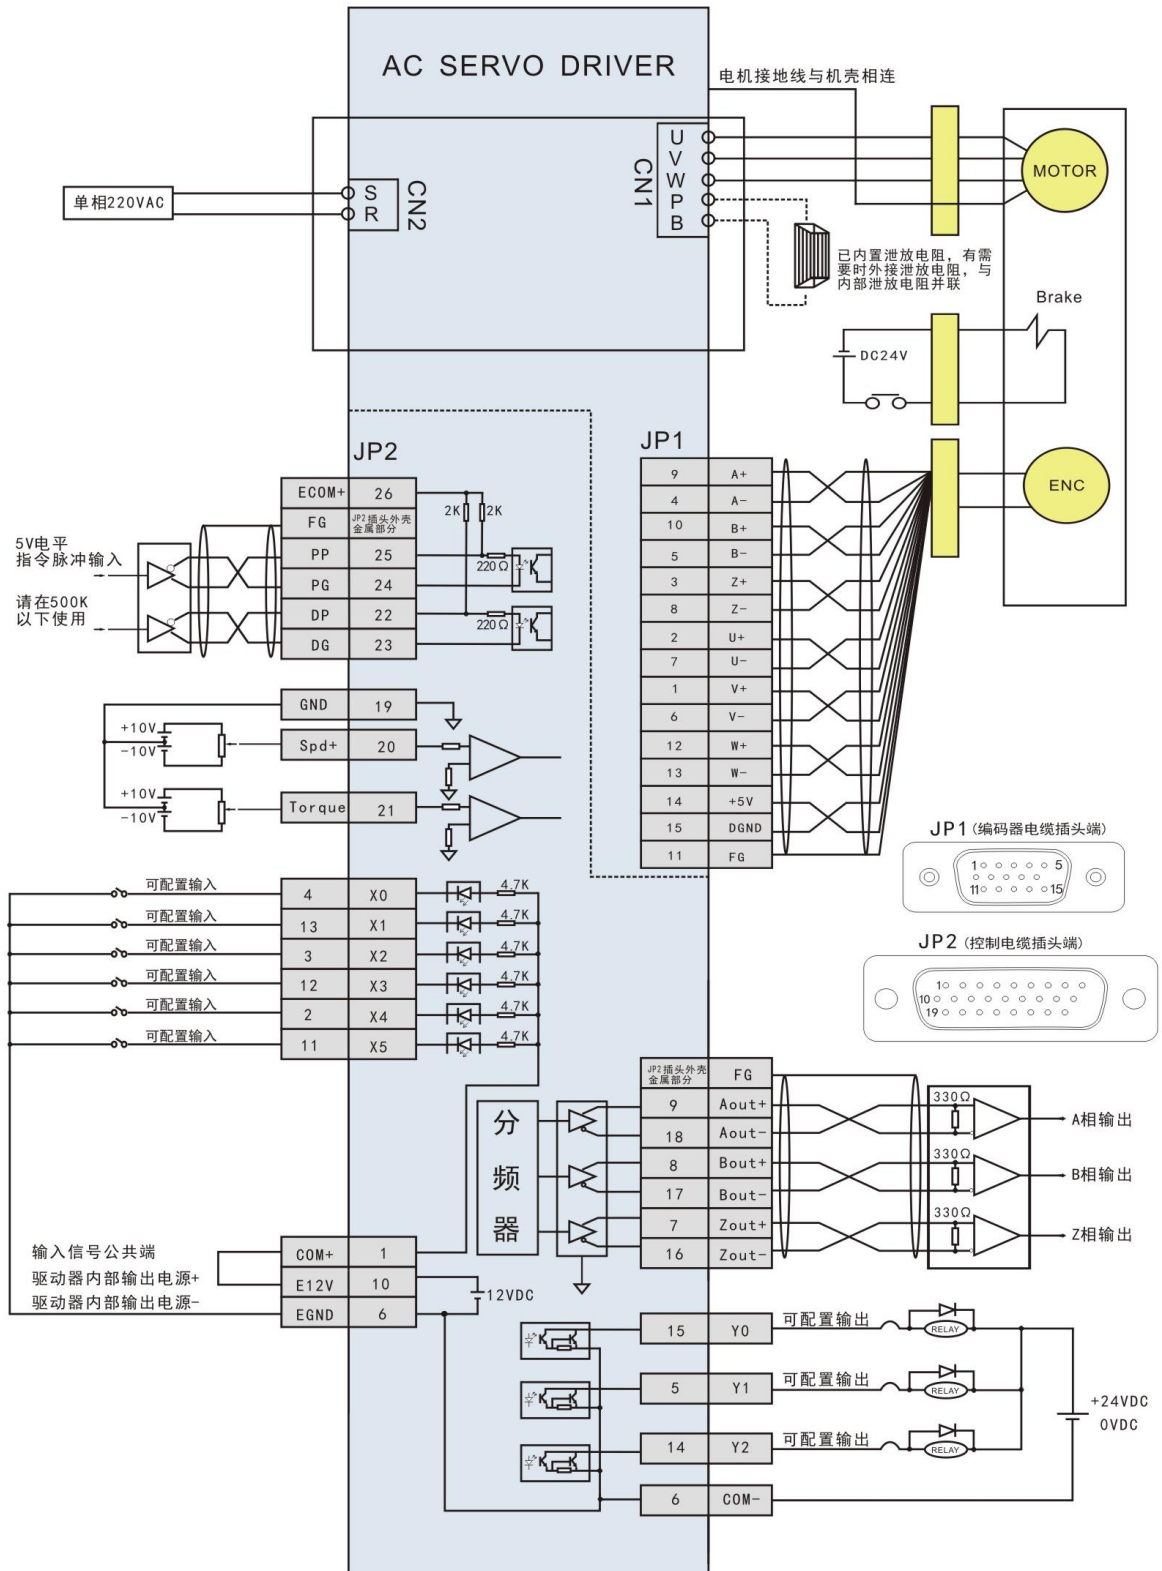 AC SERVO DRIVER
电机接地线与机壳相连
U
V
W
P
B
CN1
MOTOR
单相220VAC
S
R
CN2
已内置泄放电阻，有需
要时外接泄放电阻，与
内部泄放电阻并联
Brake
DC24V
ENC
JP2
ECOM+ 26
FG JP2插头外壳
金属部分
PP 25
PG 24
DP 22
DG 23
2K 2K
220Ω
220Ω
5V电平
指令脉冲输入
请在500K
以下使用
GND 19
Spd+ 20
Torque 21
+10V
-10V
+10V
-10V
JP1
9 A+
4 A-
10 B+
5 B-
3 Z+
8 Z-
2 U+
7 U-
1 V+
6 V-
12 W+
13 W-
14 +5V
15 DGND
11 FG
可配置输入 4 X0 4.7K
可配置输入 13 X1 4.7K
可配置输入 3 X2 4.7K
可配置输入 12 X3 4.7K
可配置输入 2 X4 4.7K
可配置输入 11 X5 4.7K
JP1(编码器电缆插头端)
1 5
11 15
JP2(控制电缆插头端)
1
10
19
分
频
器
JP2插头外壳
金属部分 FG
9 Aout+
18 Aout-
8 Bout+
17 Bout-
7 Zout+
16 Zout-
330Ω
A相输出
330Ω
B相输出
330Ω
Z相输出
输入信号公共端 COM+ 1
驱动器内部输出电源+ E12V 10
驱动器内部输出电源- EGND 6
12VDC
15 Y0 可配置输出 RELAY
5 Y1 可配置输出 RELAY
14 Y2 可配置输出 RELAY
6 COM-
+24VDC
0VDC